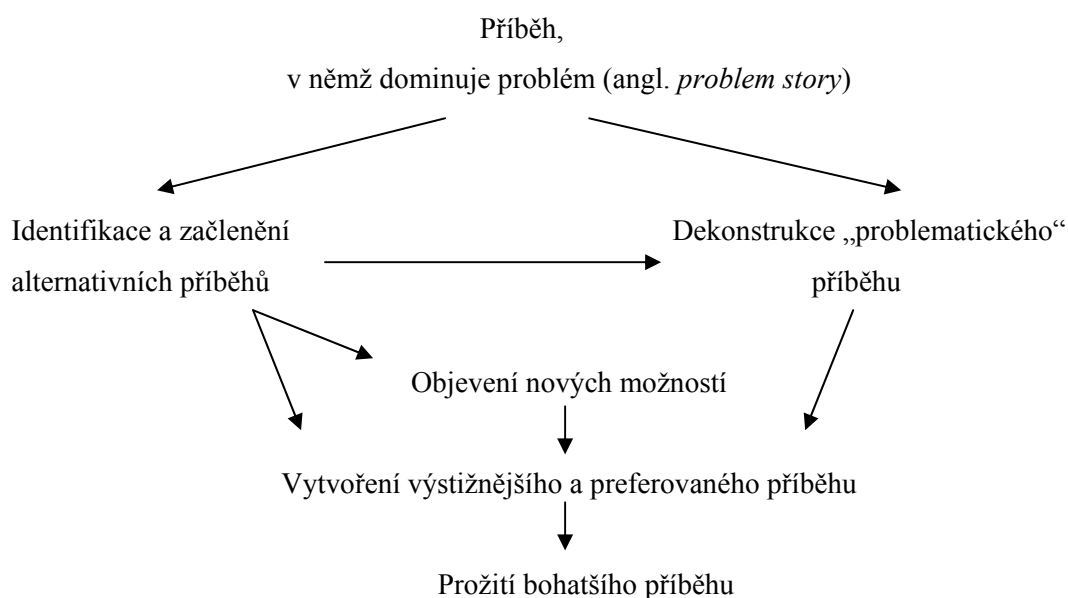 Příběh,
v němž dominuje problém (angl. problem story)
Identifikace a začlenění
alternativních příběhů
Dekonstrukce „problematického“
příběhu
Objevení nových možností
Vytvoření výstižnějšího a preferovaného příběhu
Prožití bohatšího příběhu